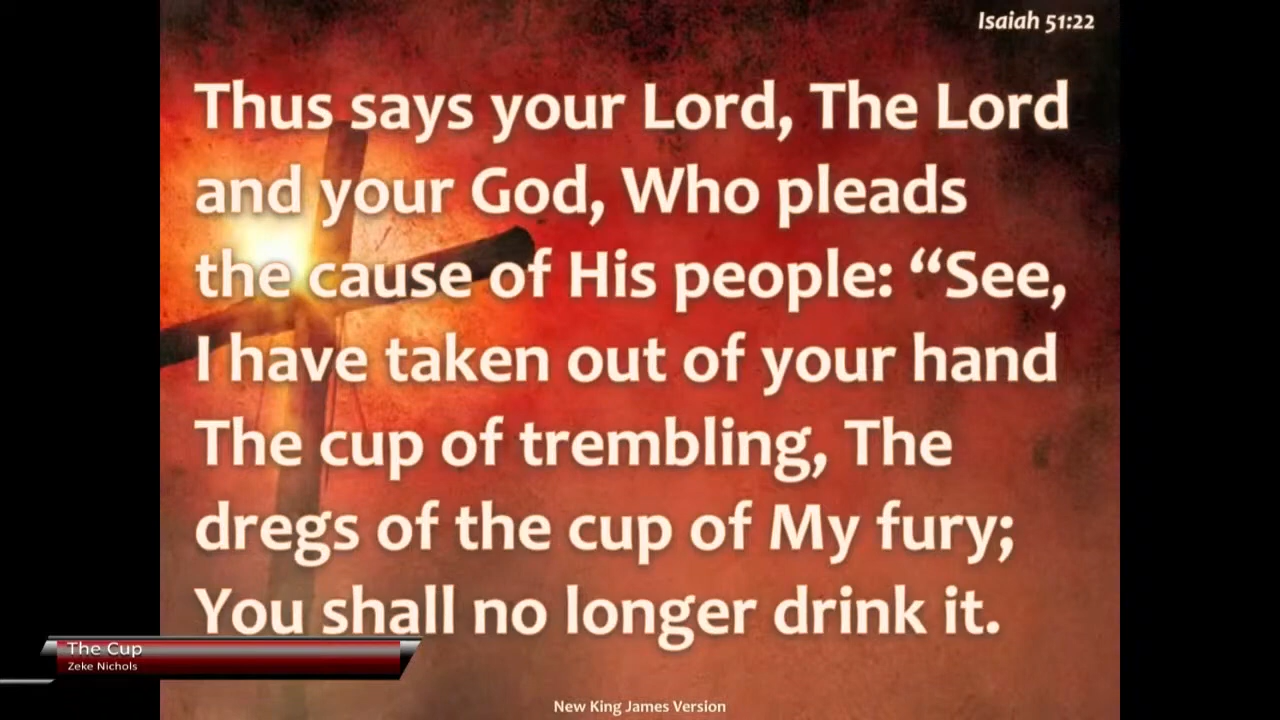 Isaiah 51:22
Thus says your Lord, The Lord
and your God, Who pleads
the cause of His people: “See,
I have taken out of your hand
The cup of trembling, The
dregs of the cup of My fury;
You shall no longer drink it.
The Cup
Zeke Nichols
New King James Version